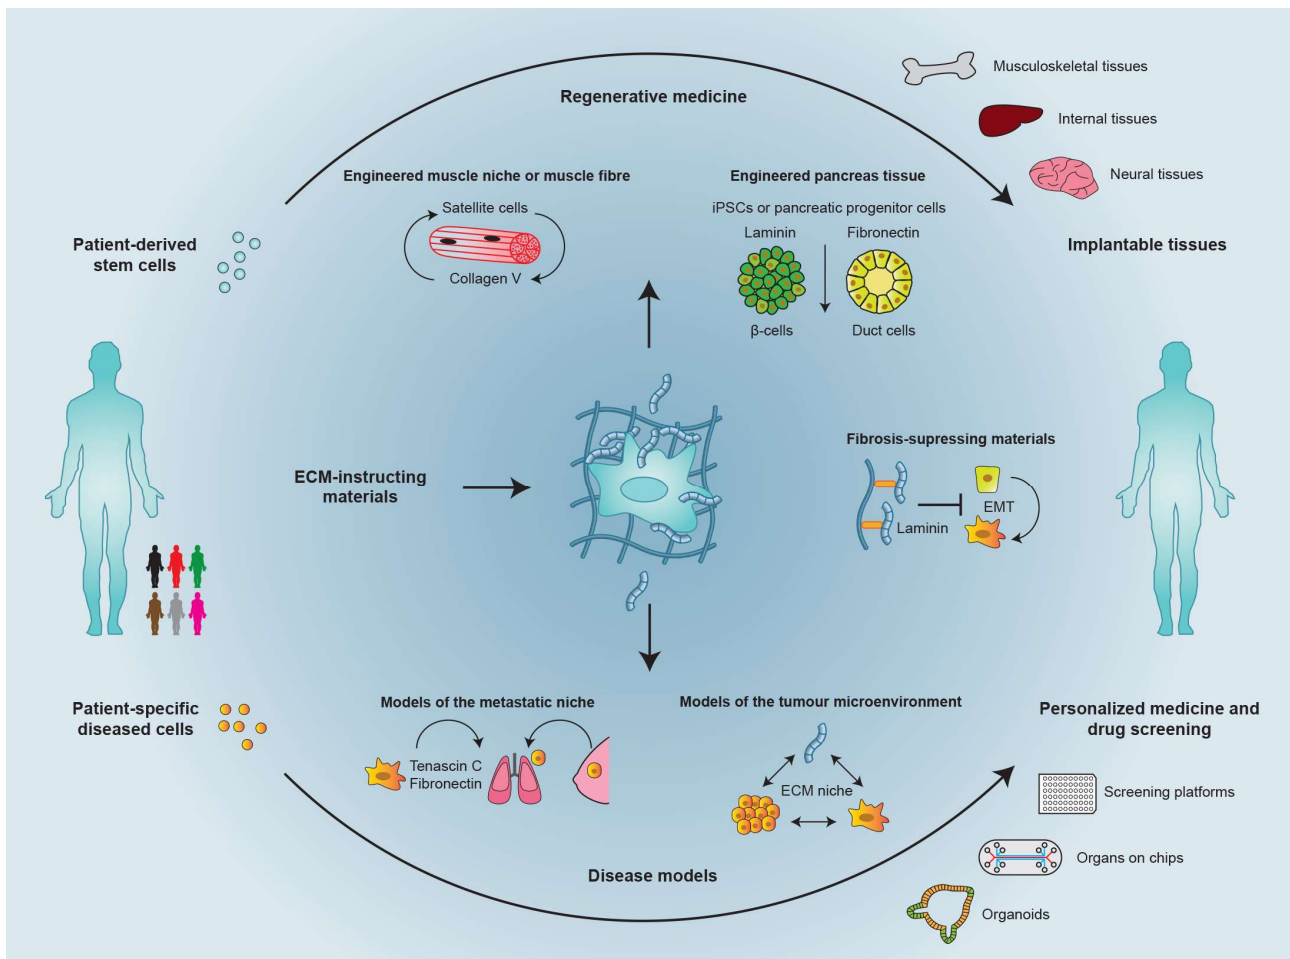 Regenerative medicine
Musculoskeletal tissues
Internal tissues
Neural tissues
Engineered muscle niche or muscle fibre
Satellite cells
Collagen V
Engineered pancreas tissue
iPSCs or pancreatic progenitor cells
Laminin
Fibronectin
β-cells
Duct cells
Patient-derived
stem cells
Implantable tissues
ECM-instructing
materials
Fibrosis-supressing materials
Laminin
EMT
Patient-specific
diseased cells
Models of the metastatic niche
Tenascin C
Fibronectin
Models of the tumour microenvironment
ECM niche
Personalized medicine and
drug screening
Screening platforms
Organs on chips
Organoids
Disease models